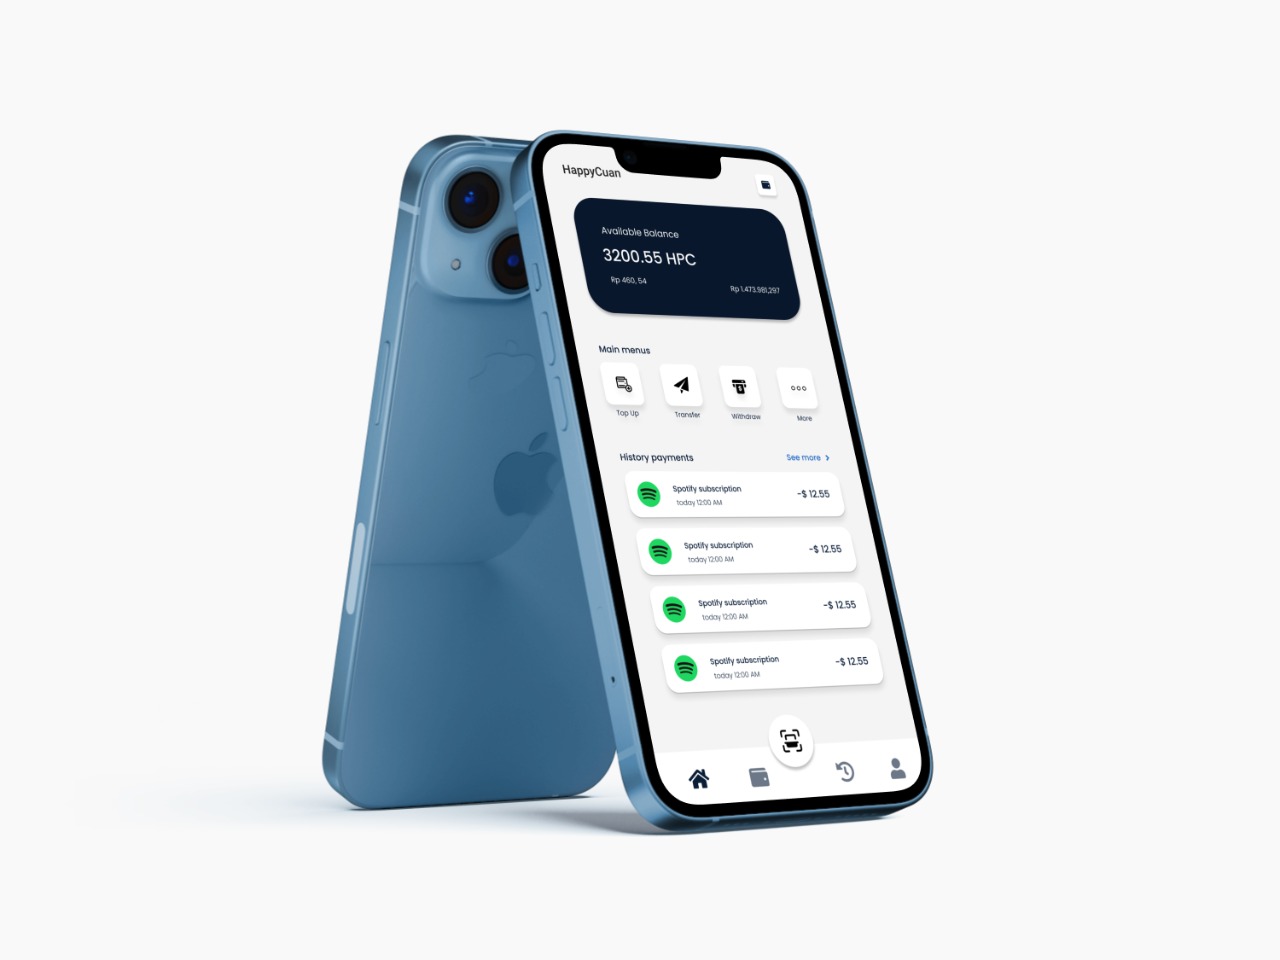 HappyCuan
Available Balance
3200.55 HPC
Rp 460, 54
Rp 1,473.981,297
Main menus
Top Up
Transfer
Withdraw
More
History payments
See more
Spotify subscription
-$ 12.55
today 12:00 AM
Spotify subscription
-$ 12.55
today 12:00 AM
Spotify subscription
-$ 12.55
today 12:00 AM
Spotify subscription
-$ 12.55
today 12:00 AM